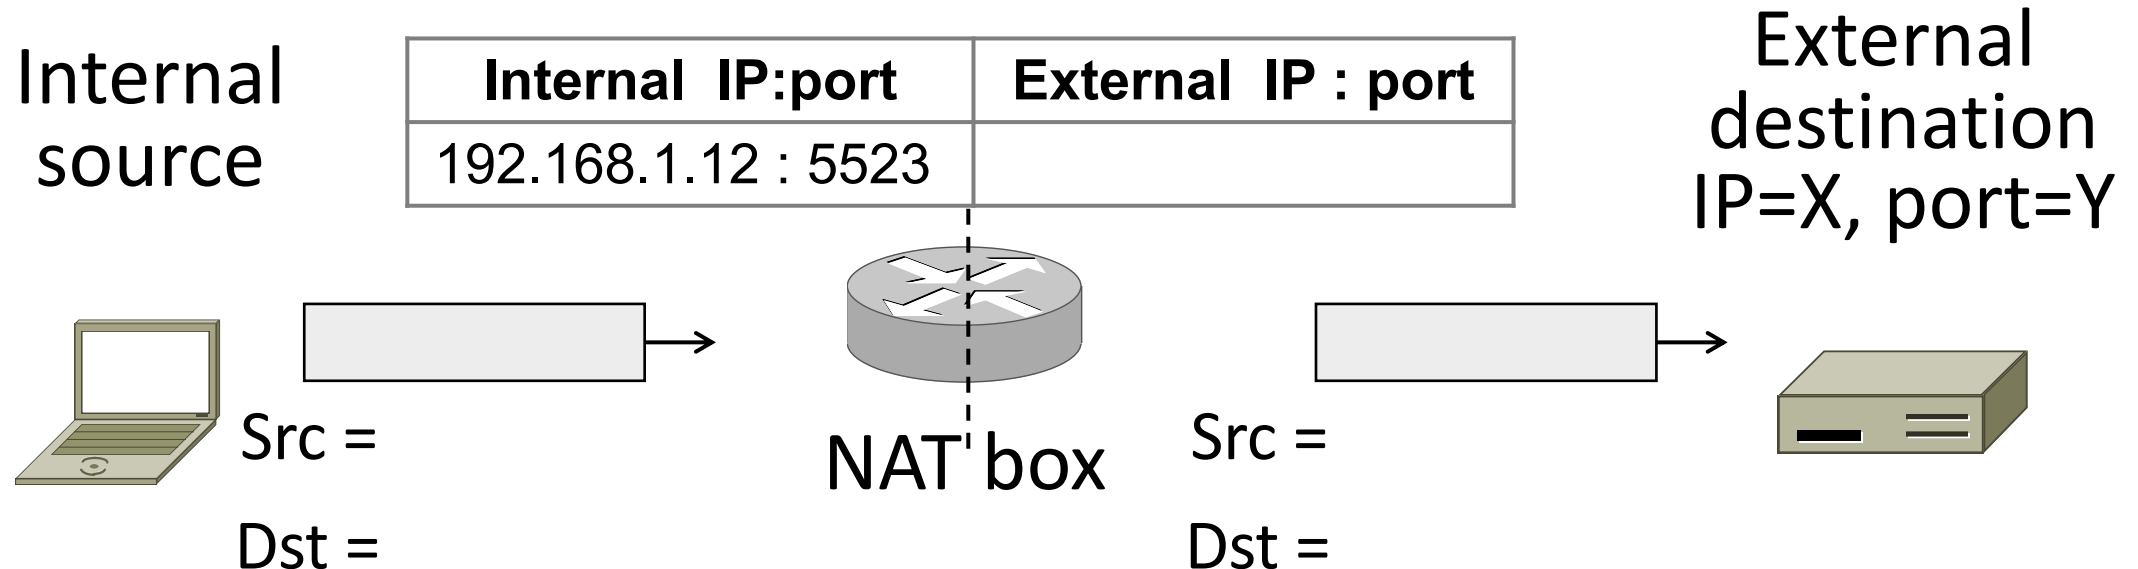 Internal
source
Internal IP:port
External IP : port
192.168.1.12 : 5523
External
destination
IP=X, port=Y
Src =
Dst =
NAT box
Src =
Dst =